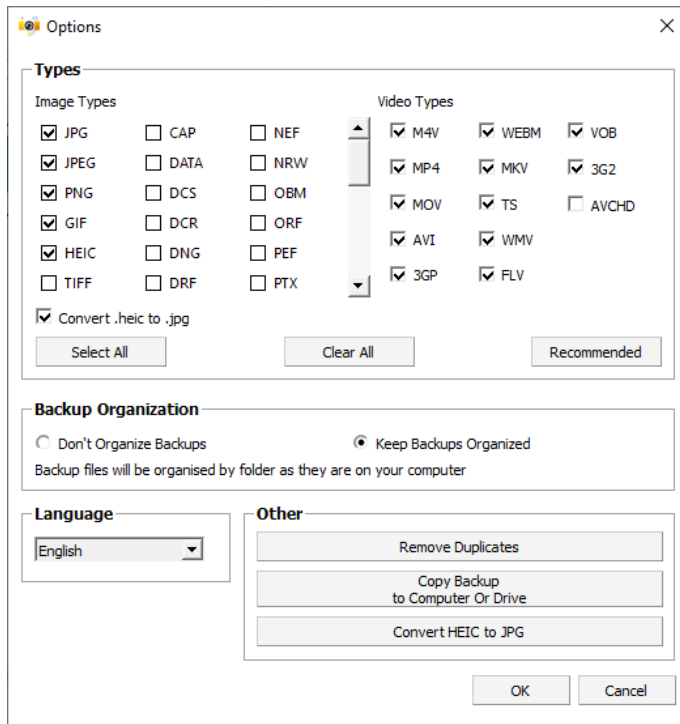 Options
Types
Image Types
Video Types
JPG CAP NEF
JPEG DATA NRW
PNG DCS OBM
GIF DCR ORF
HEIC DNG PEF
TIFF DRF PTX
M4V WEBM VOB
MP4 MKV 3G2
MOV TS AVCHD
AVI WMV
3GP FLV
Convert .heic to .jpg
Select All Clear All Recommended
Backup Organization
Don't Organize Backups Keep Backups Organized
Backup files will be organised by folder as they are on your computer
Language
English
Other
Remove Duplicates
Copy Backup
to Computer Or Drive
Convert HEIC to JPG
OK Cancel